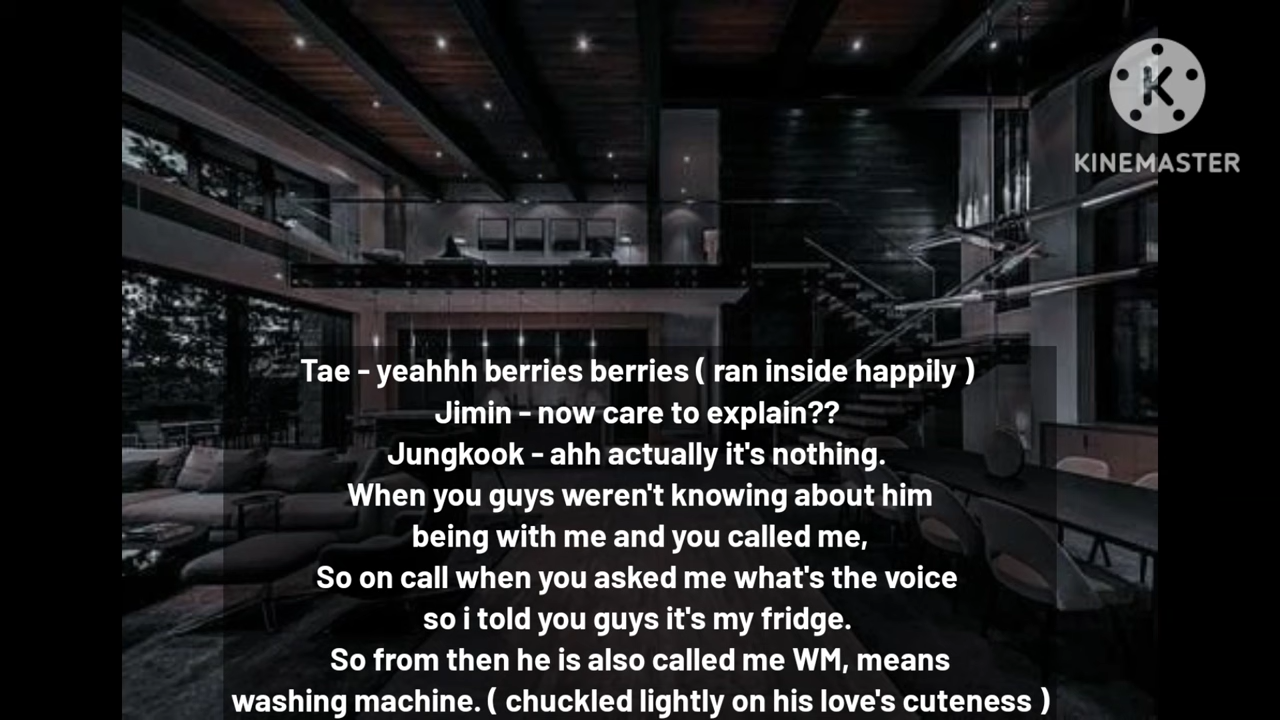 KINEMASTER
Tae - yeahhh berries berries ( ran inside happily )
Jimin - now care to explain??
Jungkook - ahh actually it's nothing.
When you guys weren't knowing about him
being with me and you called me,
So on call when you asked me what's the voice
so i told you guys it's my fridge.
So from then he is also called me WM, means
washing machine. ( chuckled lightly on his love's cuteness )